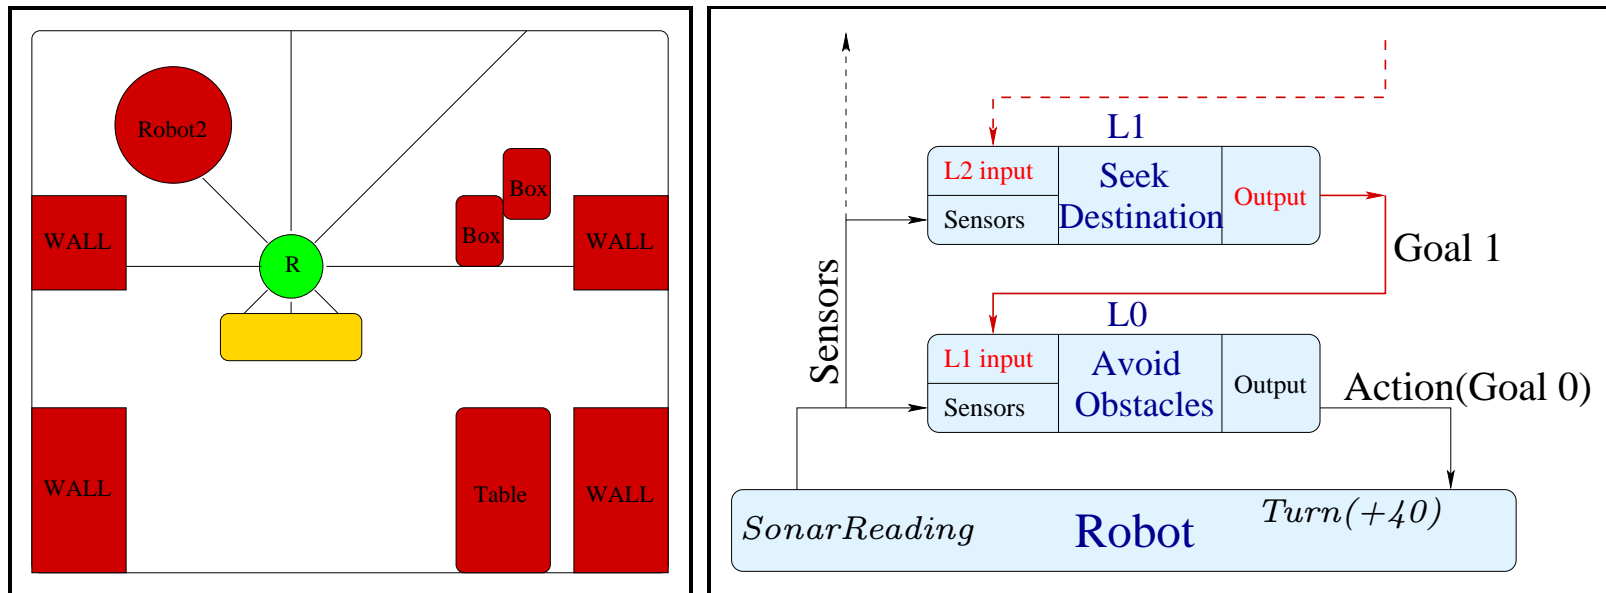 Robot2
Box
WALL
Box
WALL
R
WALL
Table
WALL
L1
L2 input
Seek
Destination
Sensors
Output
Goal 1
Sensors
L0
L1 input
Avoid
Obstacles
Sensors
Output
Action(Goal 0)
SonarReading
Robot
Turn(+40)